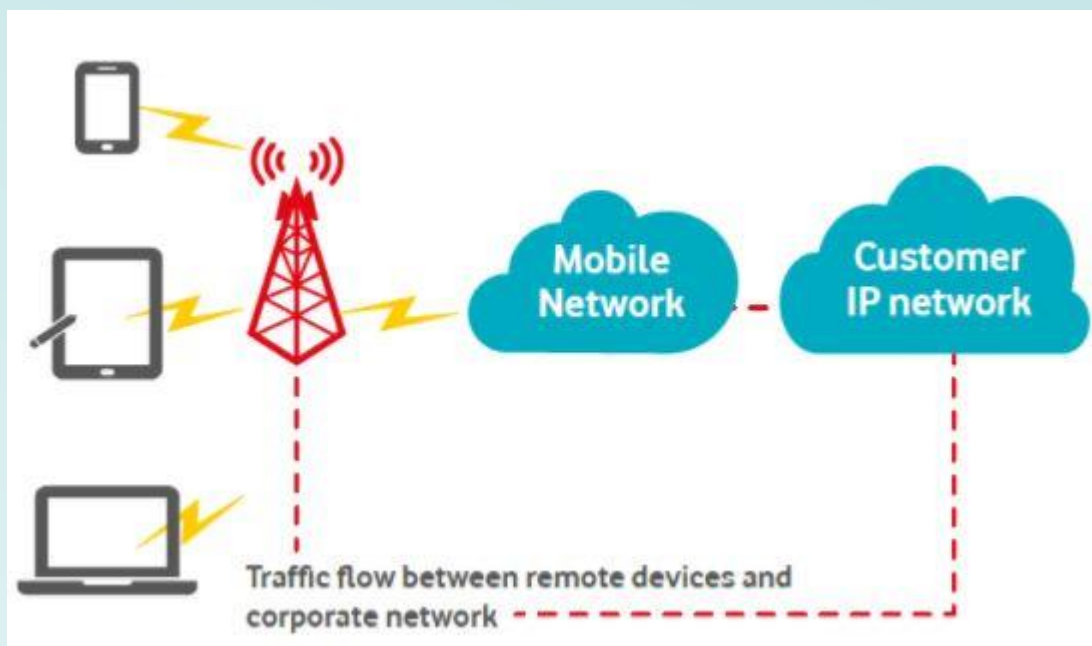 Mobile
Network
Customer
IP network
Traffic flow between remote devices and
corporate network